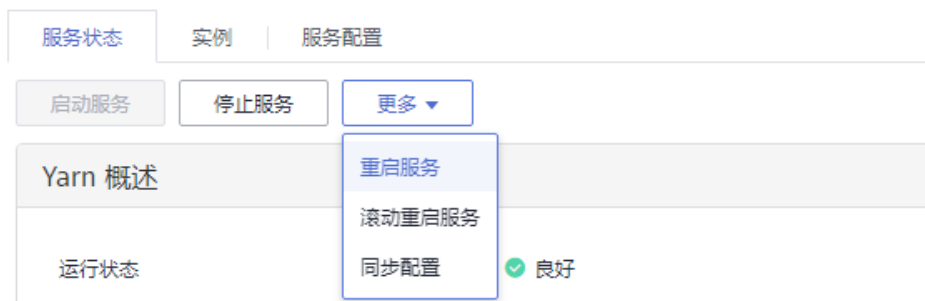 服务状态 实例 服务配置
启动服务 停止服务 更多
重启服务
Yarn 概述
滚动重启服务
同步配置
运行状态 良好